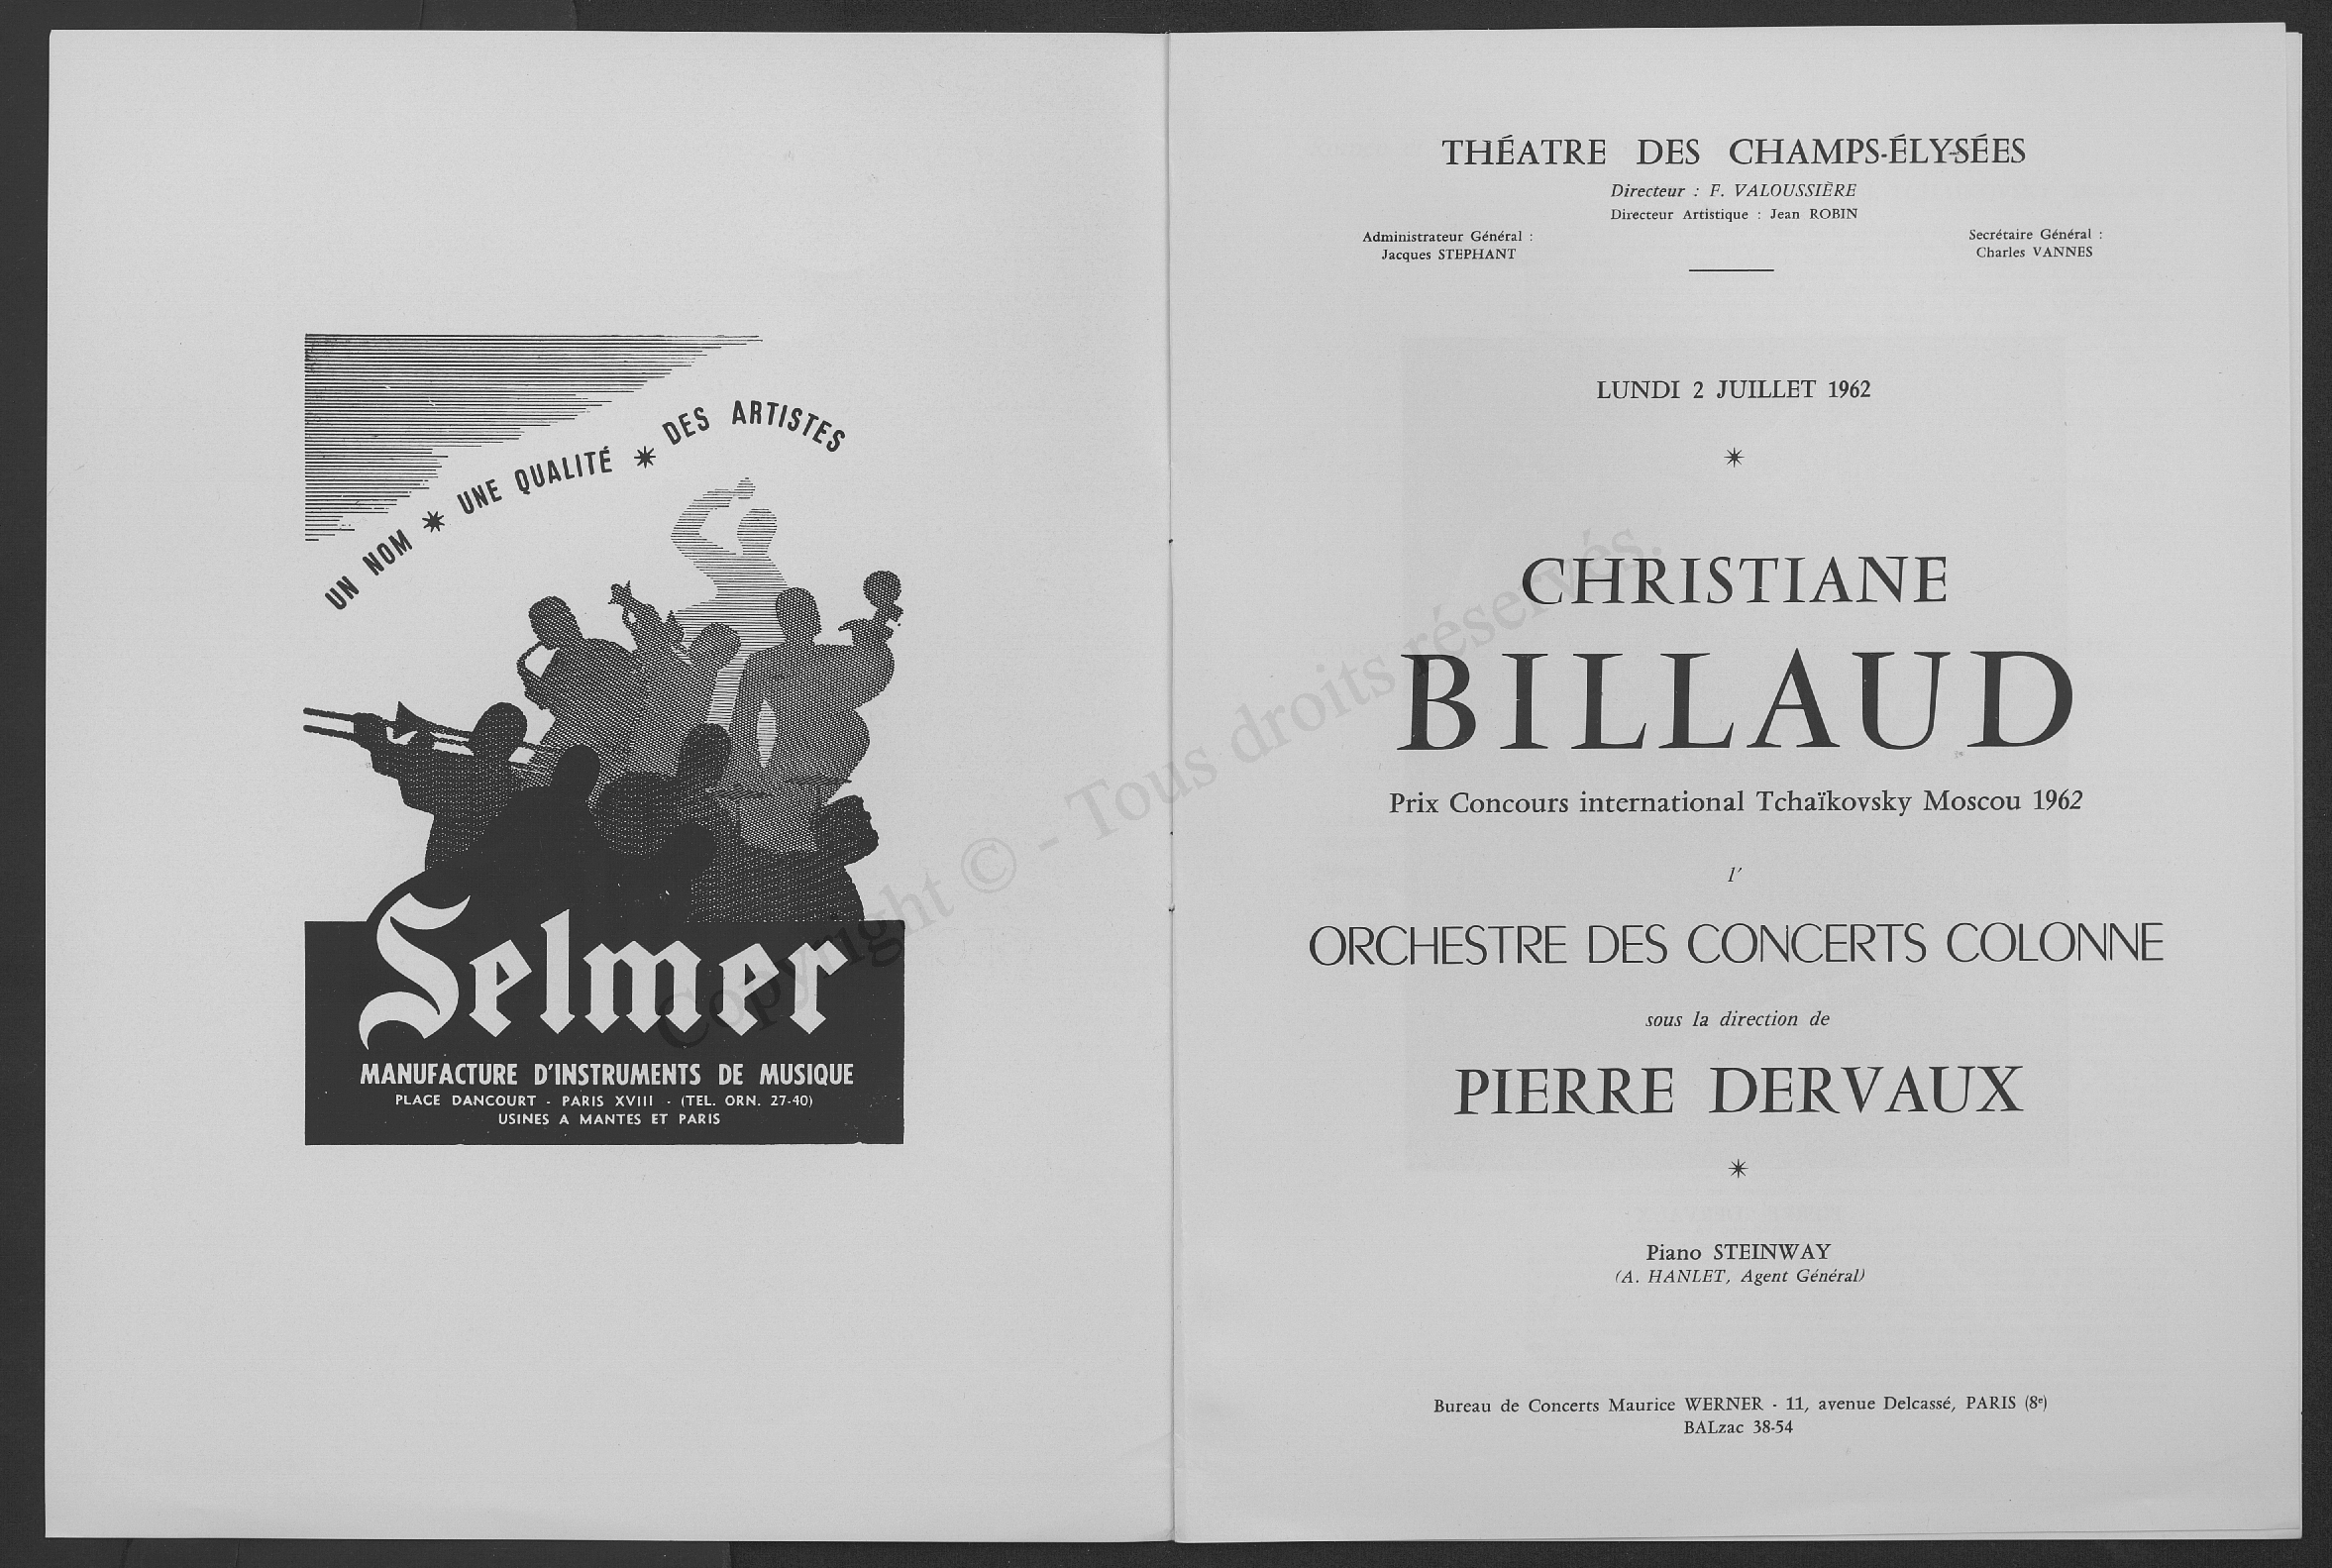 UN NOM * UNE QUALITÉ * DES ARTISTES
Selmer
MANUFACTURE D'INSTRUMENTS DE MUSIQUE
PLACE DANCOURT - PARIS XVIII - (TEL. ORN. 27-40)
USINES A MANTES ET PARIS
THÉATRE DES CHAMPS-ÉLYSÉES
Directeur : F. VALOUSSIÈRE
Directeur Artistique : Jean ROBIN
Administrateur Général :
Jacques STEPHANT
Secrétaire Général :
Charles VANNES
LUNDI 2 JUILLET 1962
*
CHRISTIANE
BILLAUD
Prix Concours international Tchaïkovsky Moscou 1962
l'
ORCHESTRE DES CONCERTS COLONNE
sous la direction de
PIERRE DERVAUX
*
Piano STEINWAY
(A. HANLET, Agent Général)
Bureau de Concerts Maurice WERNER - 11, avenue Delcassé, PARIS (8e)
BALzac 38-54
Copyright © - Tous droits réservés.